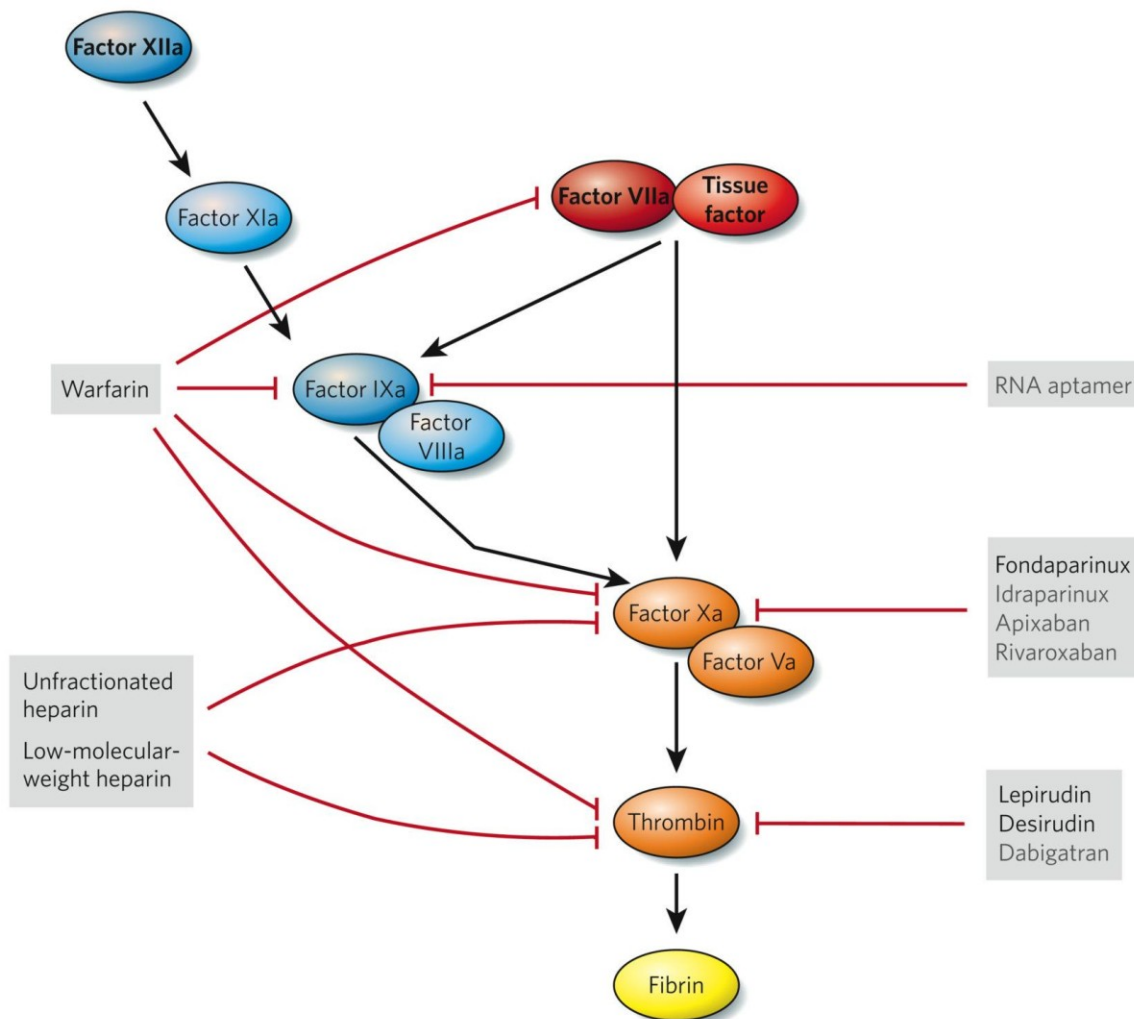 Factor XIIa
Factor XIa
Factor VIIa
Tissue
factor
Warfarin
Factor IXa
Factor
VIIIa
RNA aptamer
Factor Xa
Factor Va
Fondaparinux
Idraparinux
Apixaban
Rivaroxaban
Unfractionated
heparin
Low-molecular-
weight heparin
Thrombin
Lepirudin
Desirudin
Dabigatran
Fibrin